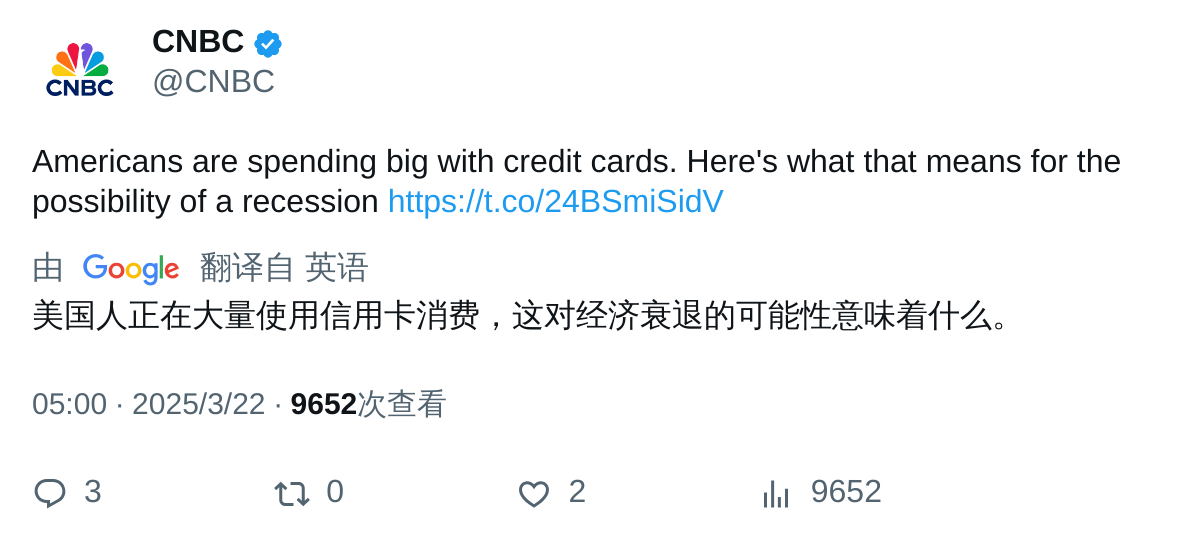 CNBC
CNBC
@CNBC
Americans are spending big with credit cards. Here's what that means for the
possibility of a recession https://t.co/24BSmiSidV
由 Google 翻译自 英语
美国人正在大量使用信用卡消费，这对经济衰退的可能性意味着什么。
05:00 · 2025/3/22 · 9652次查看
3 0 2 9652